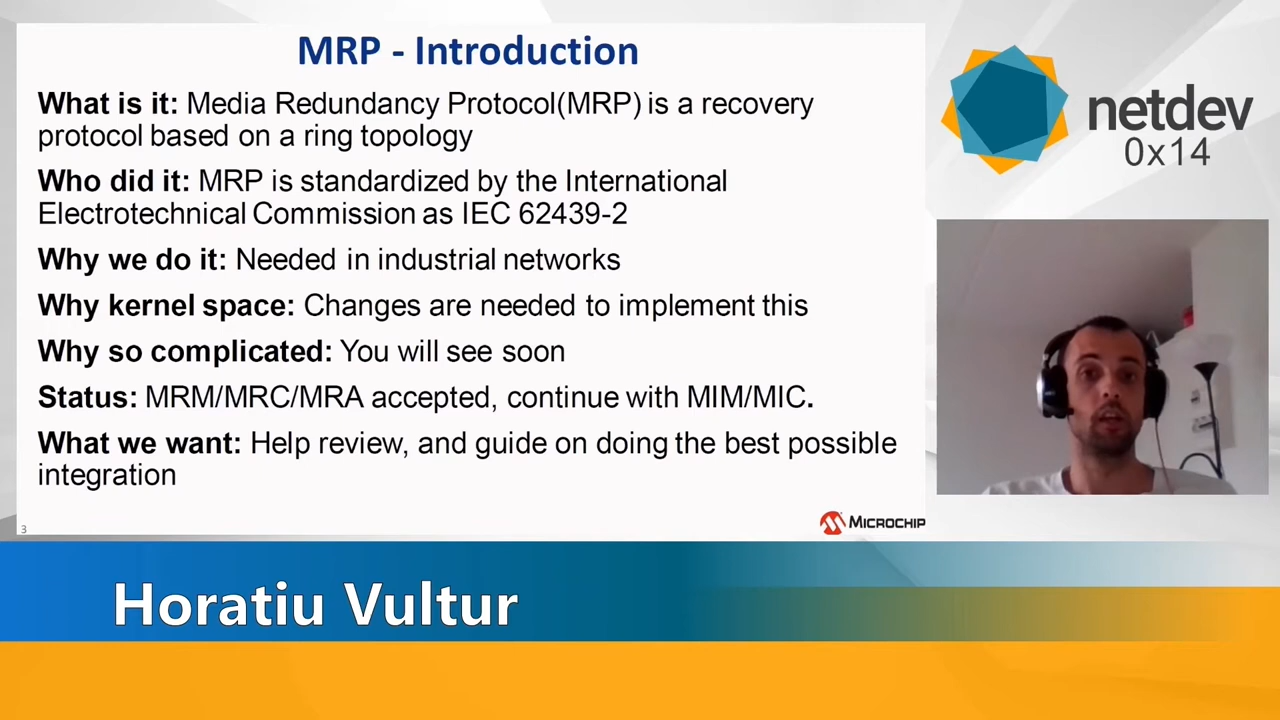 MRP - Introduction
What is it: Media Redundancy Protocol(MRP) is a recovery
protocol based on a ring topology
Who did it: MRP is standardized by the International
Electrotechnical Commission as IEC 62439-2
Why we do it: Needed in industrial networks
Why kernel space: Changes are needed to implement this
Why so complicated: You will see soon
Status: MRM/MRC/MRA accepted, continue with MIM/MIC.
What we want: Help review, and guide on doing the best possible
integration
3
MICROCHIP
netdev
0x14
Horatiu Vultur